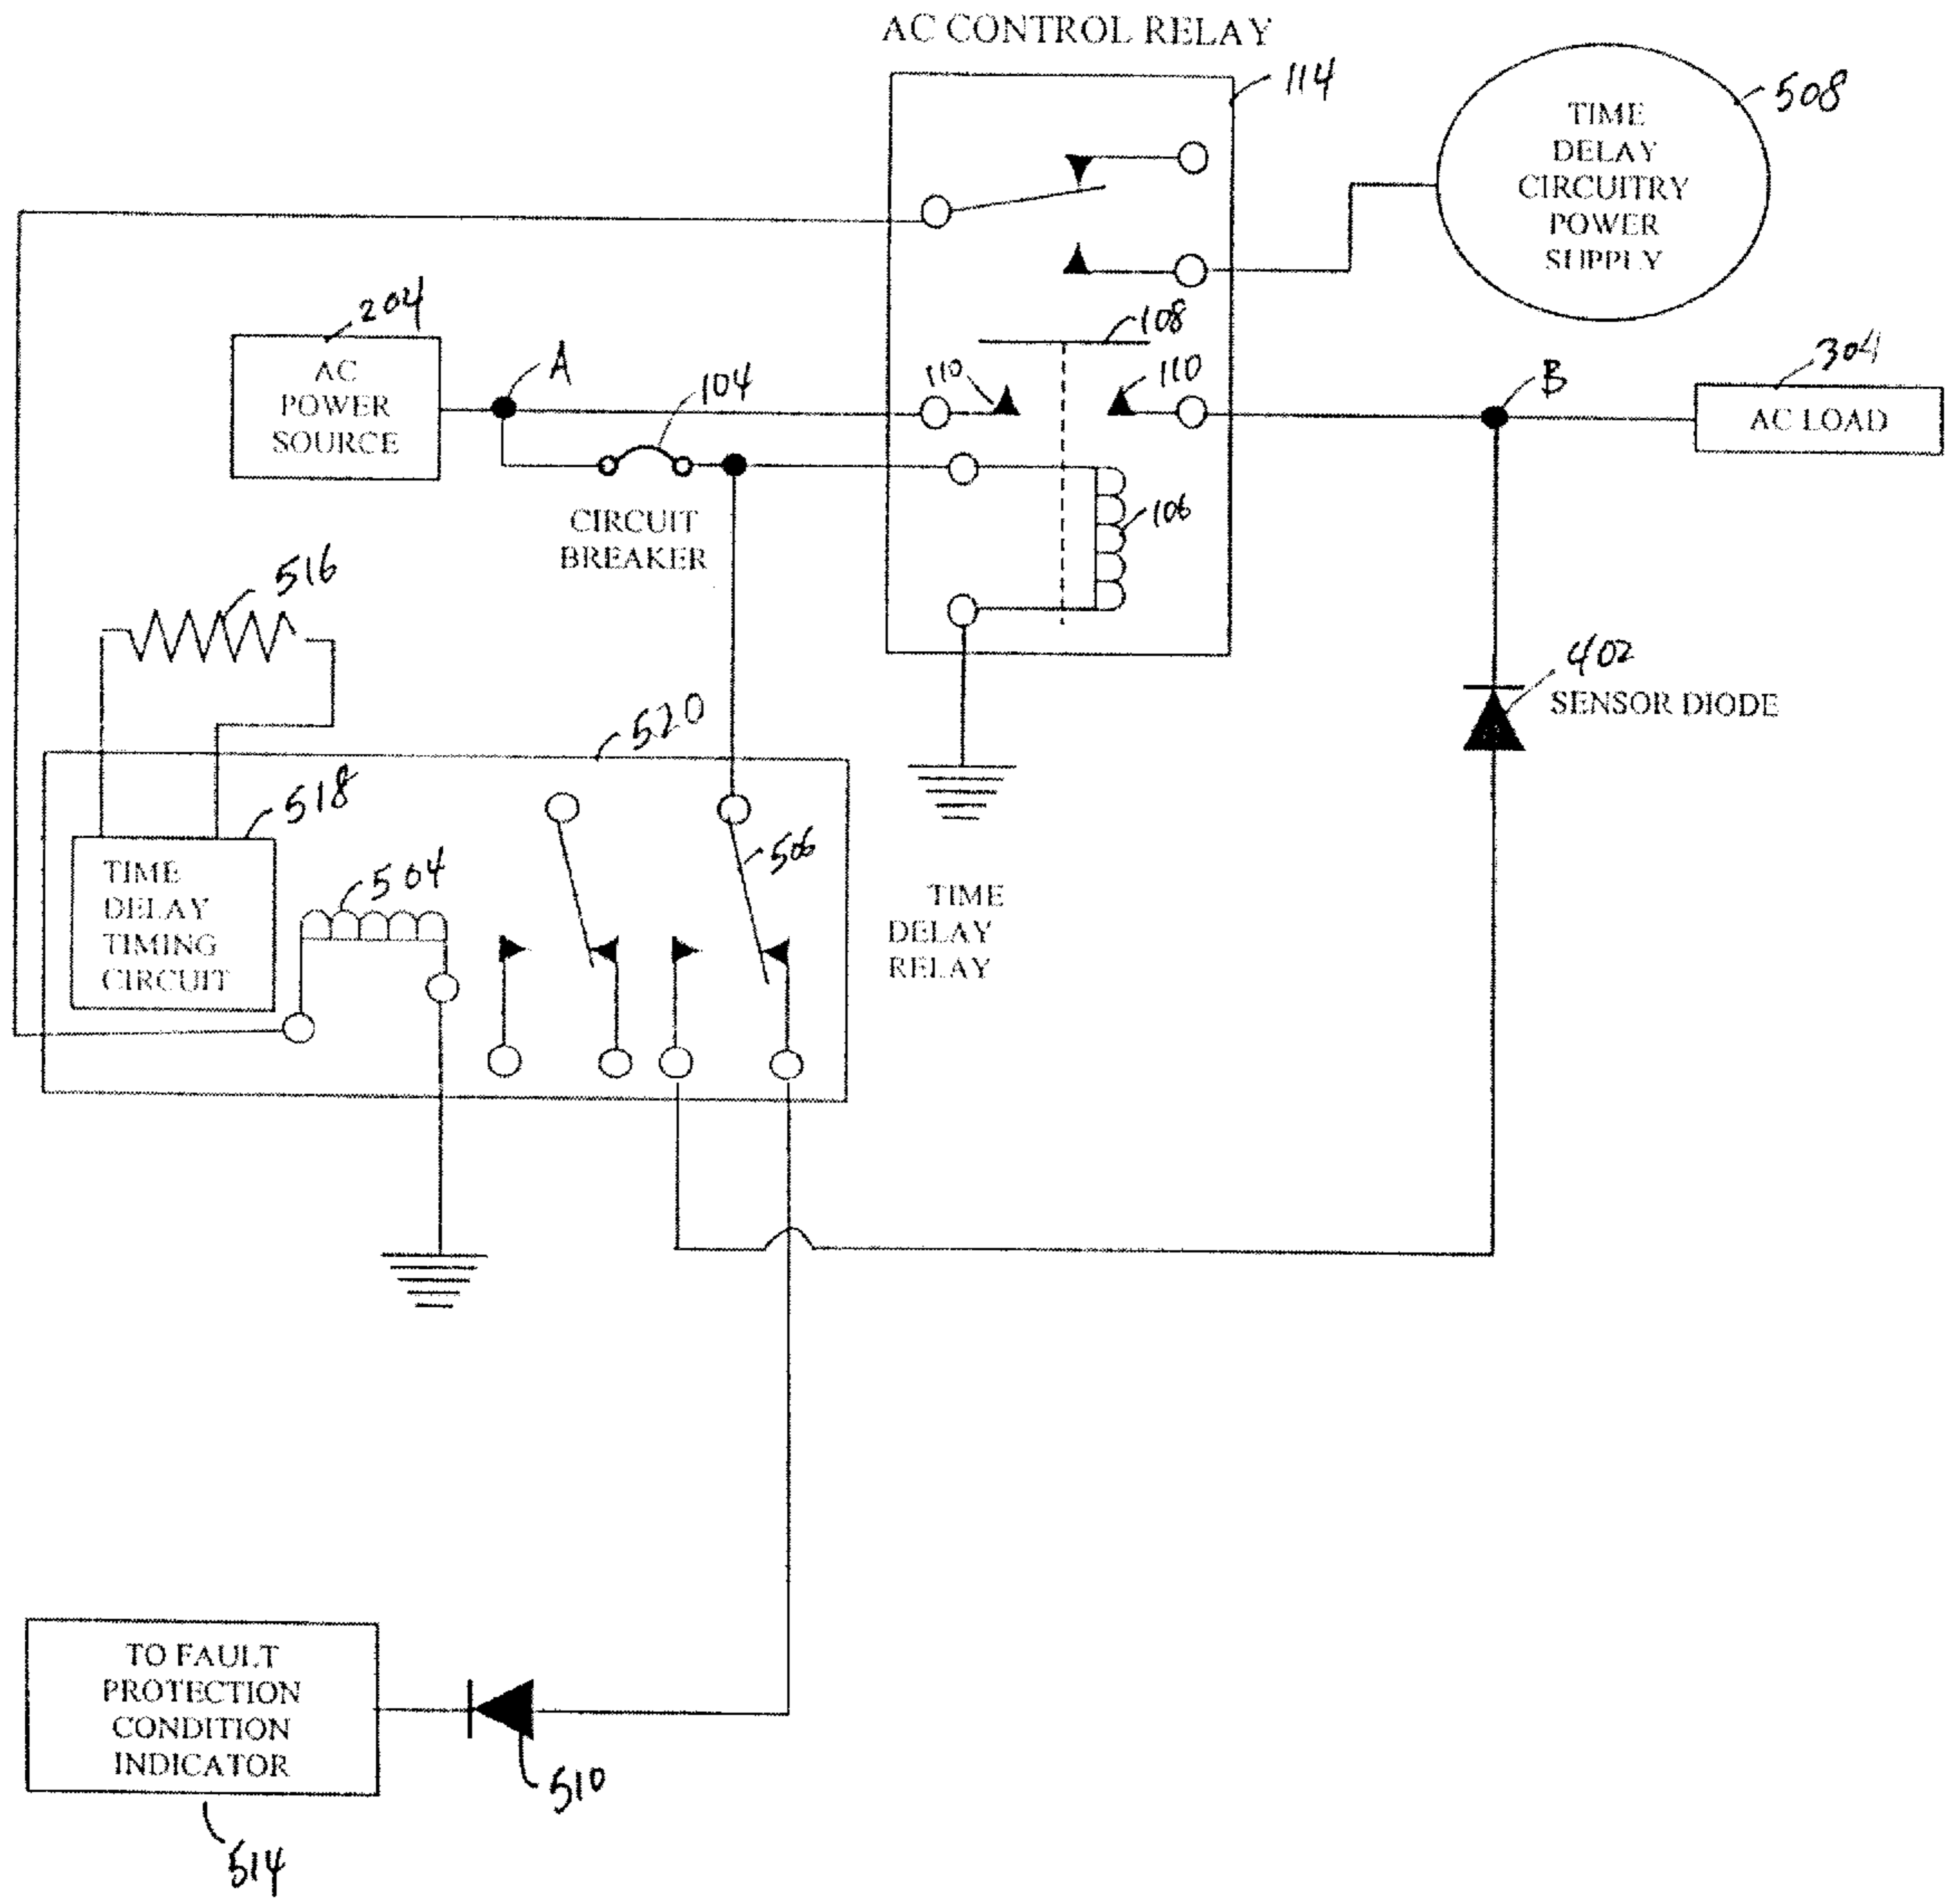 AC CONTROL RELAY
114
508
TIME
DELAY
CIRCUITRY
POWER
SUPPLY
204
AC
POWER
SOURCE
A
104
108
110
110
B
304
AC LOAD
CIRCUIT
BREAKER
106
516
402
SENSOR DIODE
520
518
TIME
DELAY
TIMING
CIRCUIT
504
506
TIME
DELAY
RELAY
TO FAULT
PROTECTION
CONDITION
INDICATOR
510
514